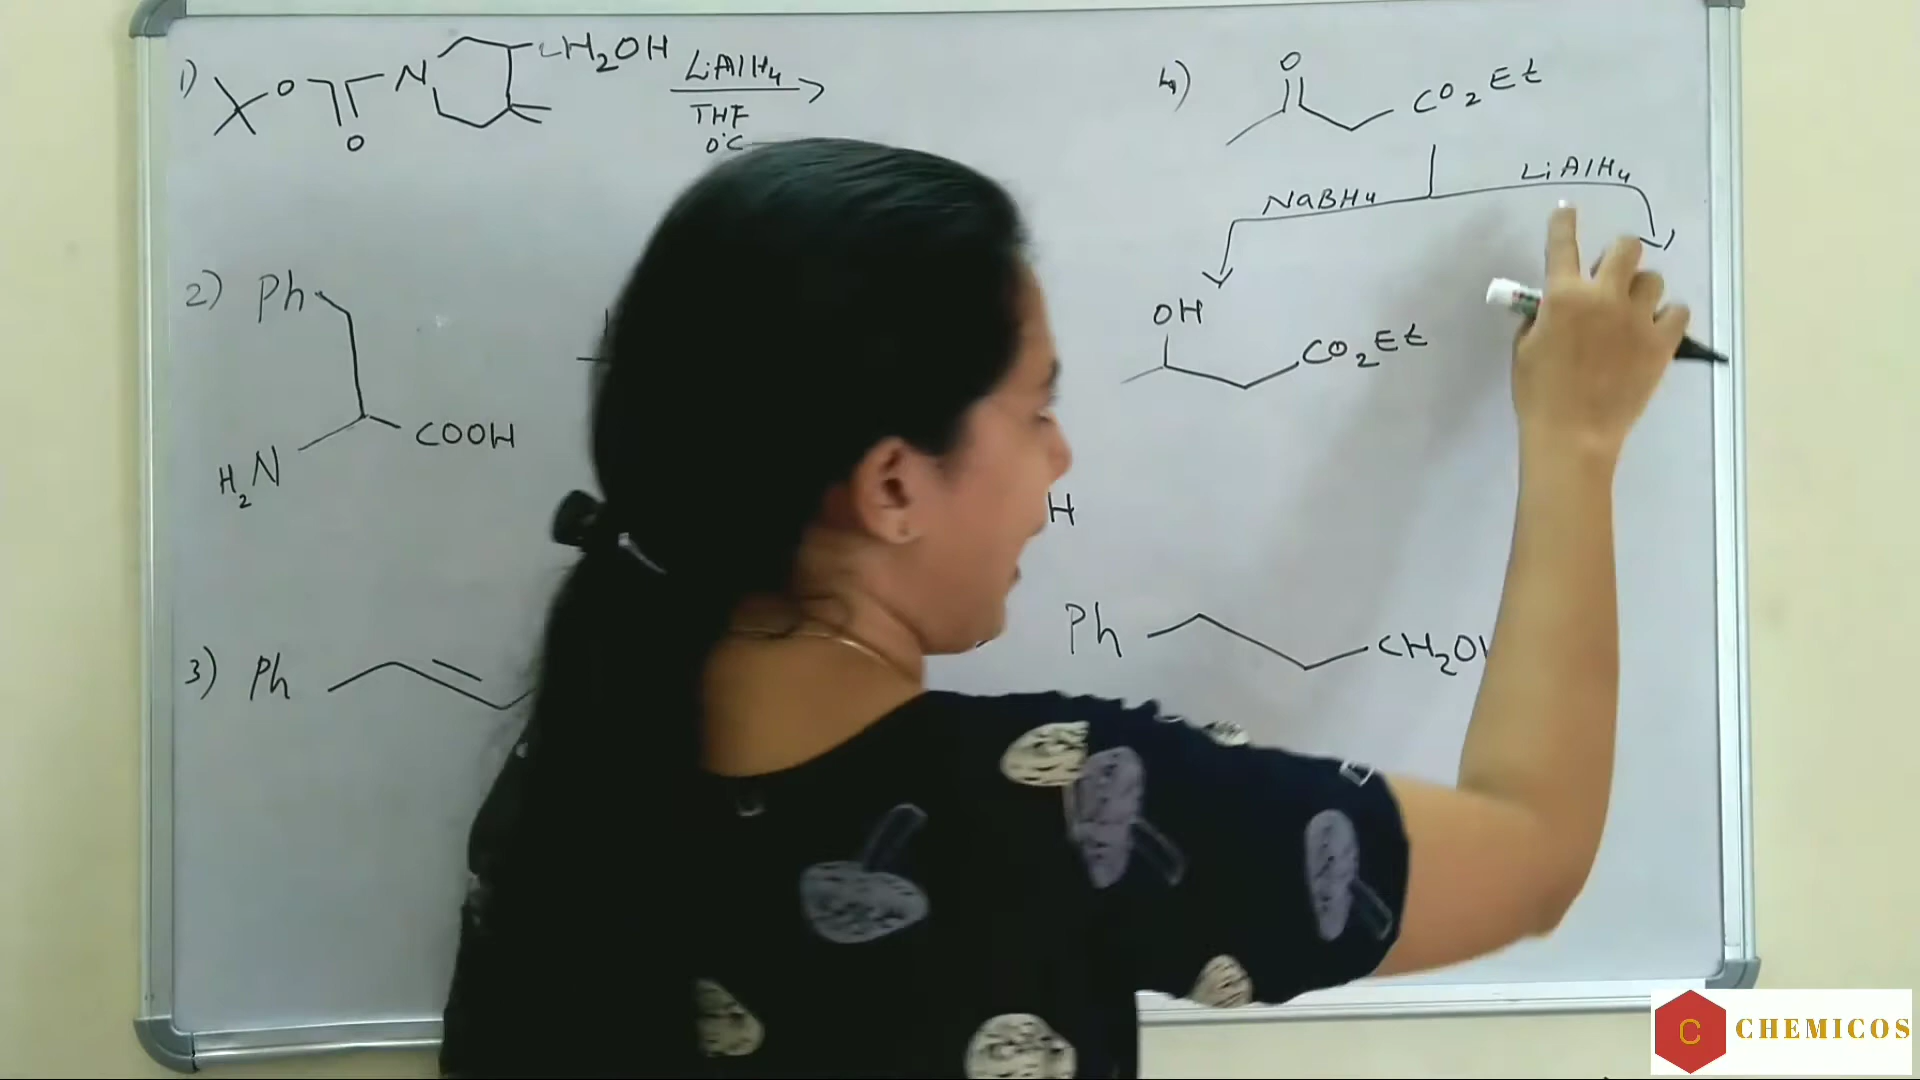 1) O N CH₂OH LiAlH₄
O THF
0°C
2) Ph
COOH
H₂N
3) Ph
4) O CO₂Et
NaBH₄ LiAlH₄
OH
CO₂Et
H
Ph CH₂OH
C CHEMICOS